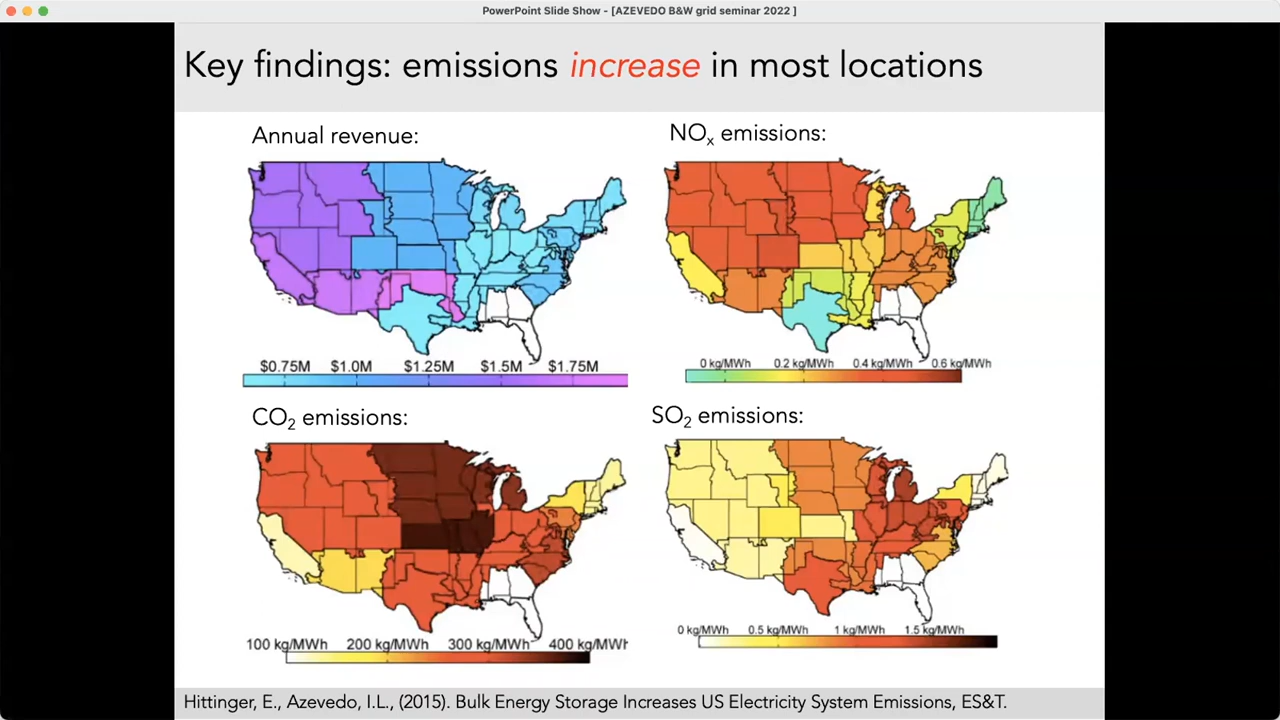 PowerPoint Slide Show - [AZEVEDO B&W grid seminar 2022 ]
Key findings: emissions increase in most locations
Annual revenue:
$0.75M $1.0M $1.25M $1.5M $1.75M
NOx emissions:
0 kg/MWh 0.2 kg/MWh 0.4 kg/MWh 0.6 kg/MWh
CO2 emissions:
100 kg/MWh 200 kg/MWh 300 kg/MWh 400 kg/MWh
SO2 emissions:
0 kg/MWh 0.5 kg/MWh 1 kg/MWh 1.5 kg/MWh
Hittinger, E., Azevedo, I.L., (2015). Bulk Energy Storage Increases US Electricity System Emissions, ES&T.